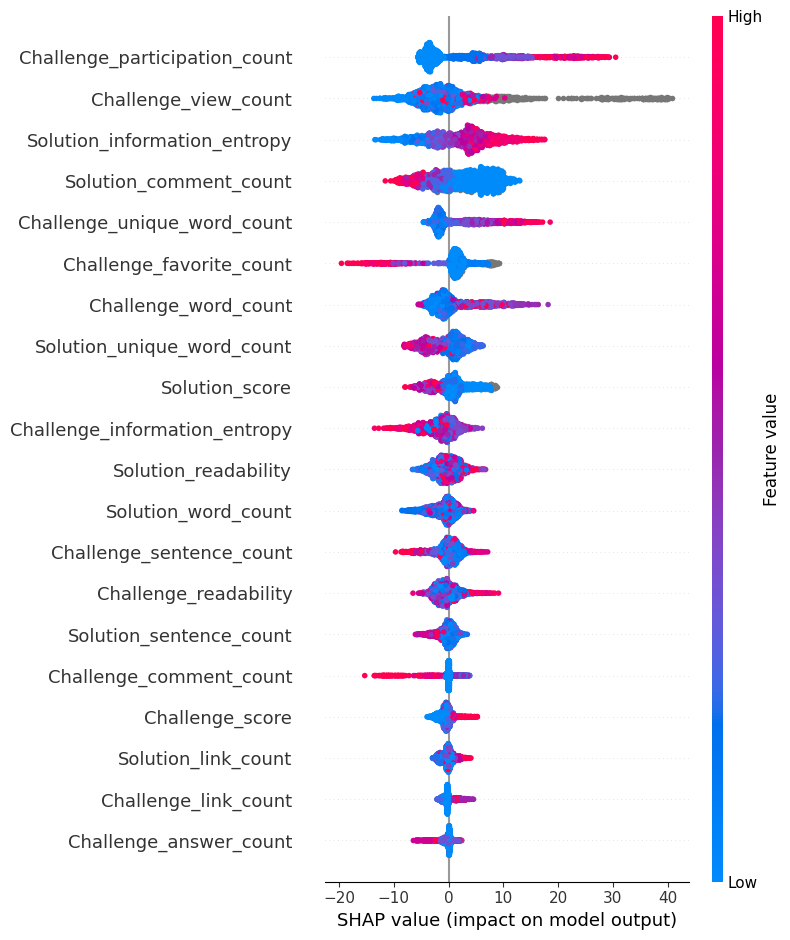 High
Challenge_participation_count
Challenge_view_count
Solution_information_entropy
Solution_comment_count
Challenge_unique_word_count
Challenge_favorite_count
Challenge_word_count
Solution_unique_word_count
Solution_score
Challenge_information_entropy
Solution_readability
Solution_word_count
Challenge_sentence_count
Challenge_readability
Solution_sentence_count
Challenge_comment_count
Challenge_score
Solution_link_count
Challenge_link_count
Challenge_answer_count
Feature value
Low
−20 −10 0 10 20 30 40
SHAP value (impact on model output)